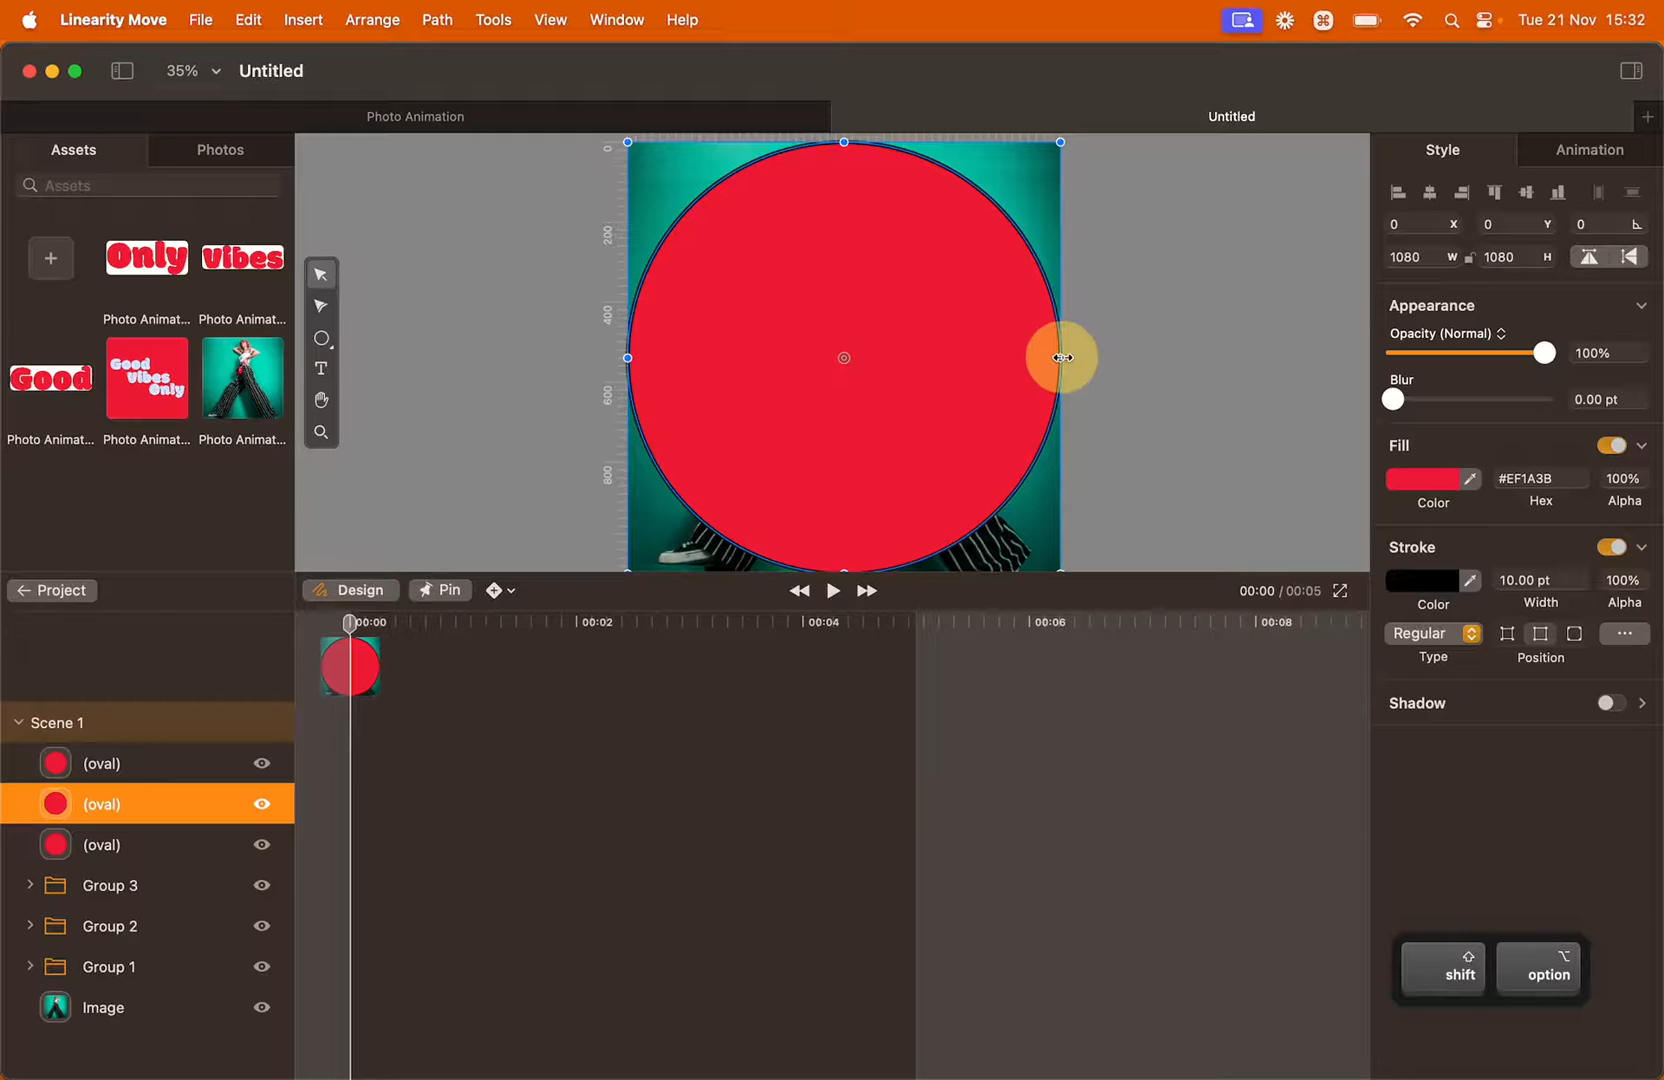 Linearity Move File Edit Insert Arrange Path Tools View Window Help Tue 21 Nov 15:32
35% Untitled
Photo Animation Untitled
Assets Photos
Assets
Only vibes
Photo Animat... Photo Animat...
Good
Good
Vibes
Only
Photo Animat... Photo Animat... Photo Animat...
0
200
400
600
800
T
Style Animation
0 X 0 Y 0
1080 W 1080 H
Appearance
Opacity (Normal)
100%
Blur
0.00 pt
Fill
#EF1A3B 100%
Color Hex Alpha
Stroke
10.00 pt 100%
Color Width Alpha
Regular
Type Position
Shadow
Project Design Pin 00:00 / 00:05
00:00 00:02 00:04 00:06 00:08
Scene 1
(oval)
(oval)
(oval)
Group 3
Group 2
Group 1
Image
shift option